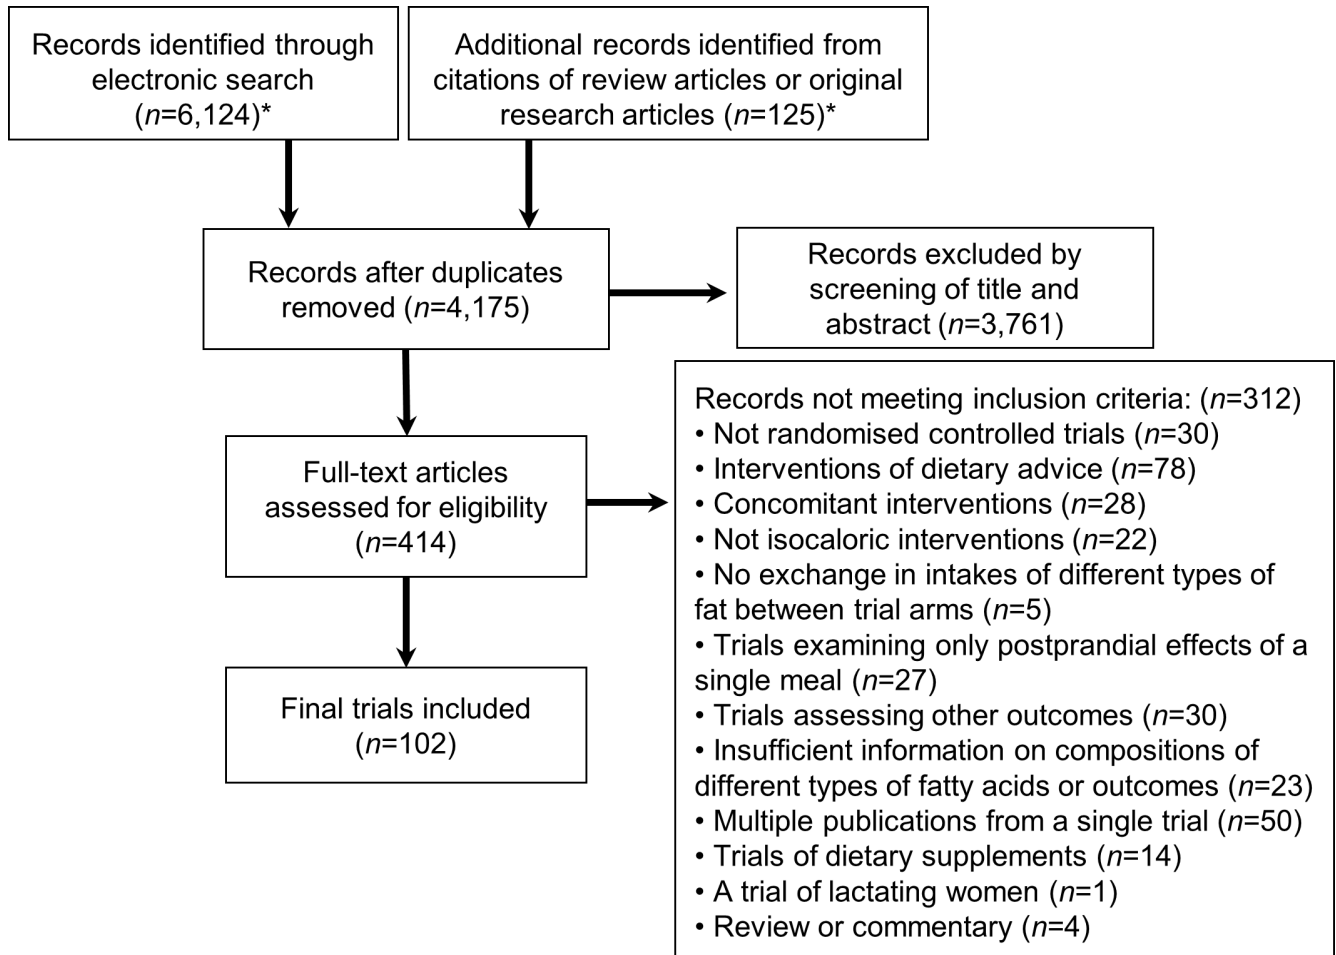 Records identified through
electronic search
(n=6,124)*
Additional records identified from
citations of review articles or original
research articles (n=125)*
Records after duplicates
removed (n=4,175)
Records excluded by
screening of title and
abstract (n=3,761)
Full-text articles
assessed for eligibility
(n=414)
Records not meeting inclusion criteria: (n=312)
• Not randomised controlled trials (n=30)
• Interventions of dietary advice (n=78)
• Concomitant interventions (n=28)
• Not isocaloric interventions (n=22)
• No exchange in intakes of different types of
fat between trial arms (n=5)
• Trials examining only postprandial effects of a
single meal (n=27)
• Trials assessing other outcomes (n=30)
• Insufficient information on compositions of
different types of fatty acids or outcomes (n=23)
• Multiple publications from a single trial (n=50)
• Trials of dietary supplements (n=14)
• A trial of lactating women (n=1)
• Review or commentary (n=4)
Final trials included
(n=102)